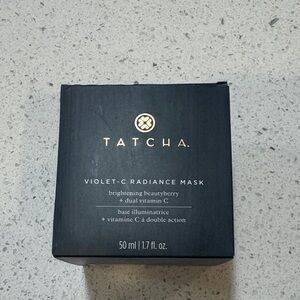 TATCHA.
VIOLET-C RADIANCE MASK
brightening beautyberry
+ dual vitamin C
baie illuminatrice
+ vitamine C à double action
50 ml | 1.7 fl. oz.